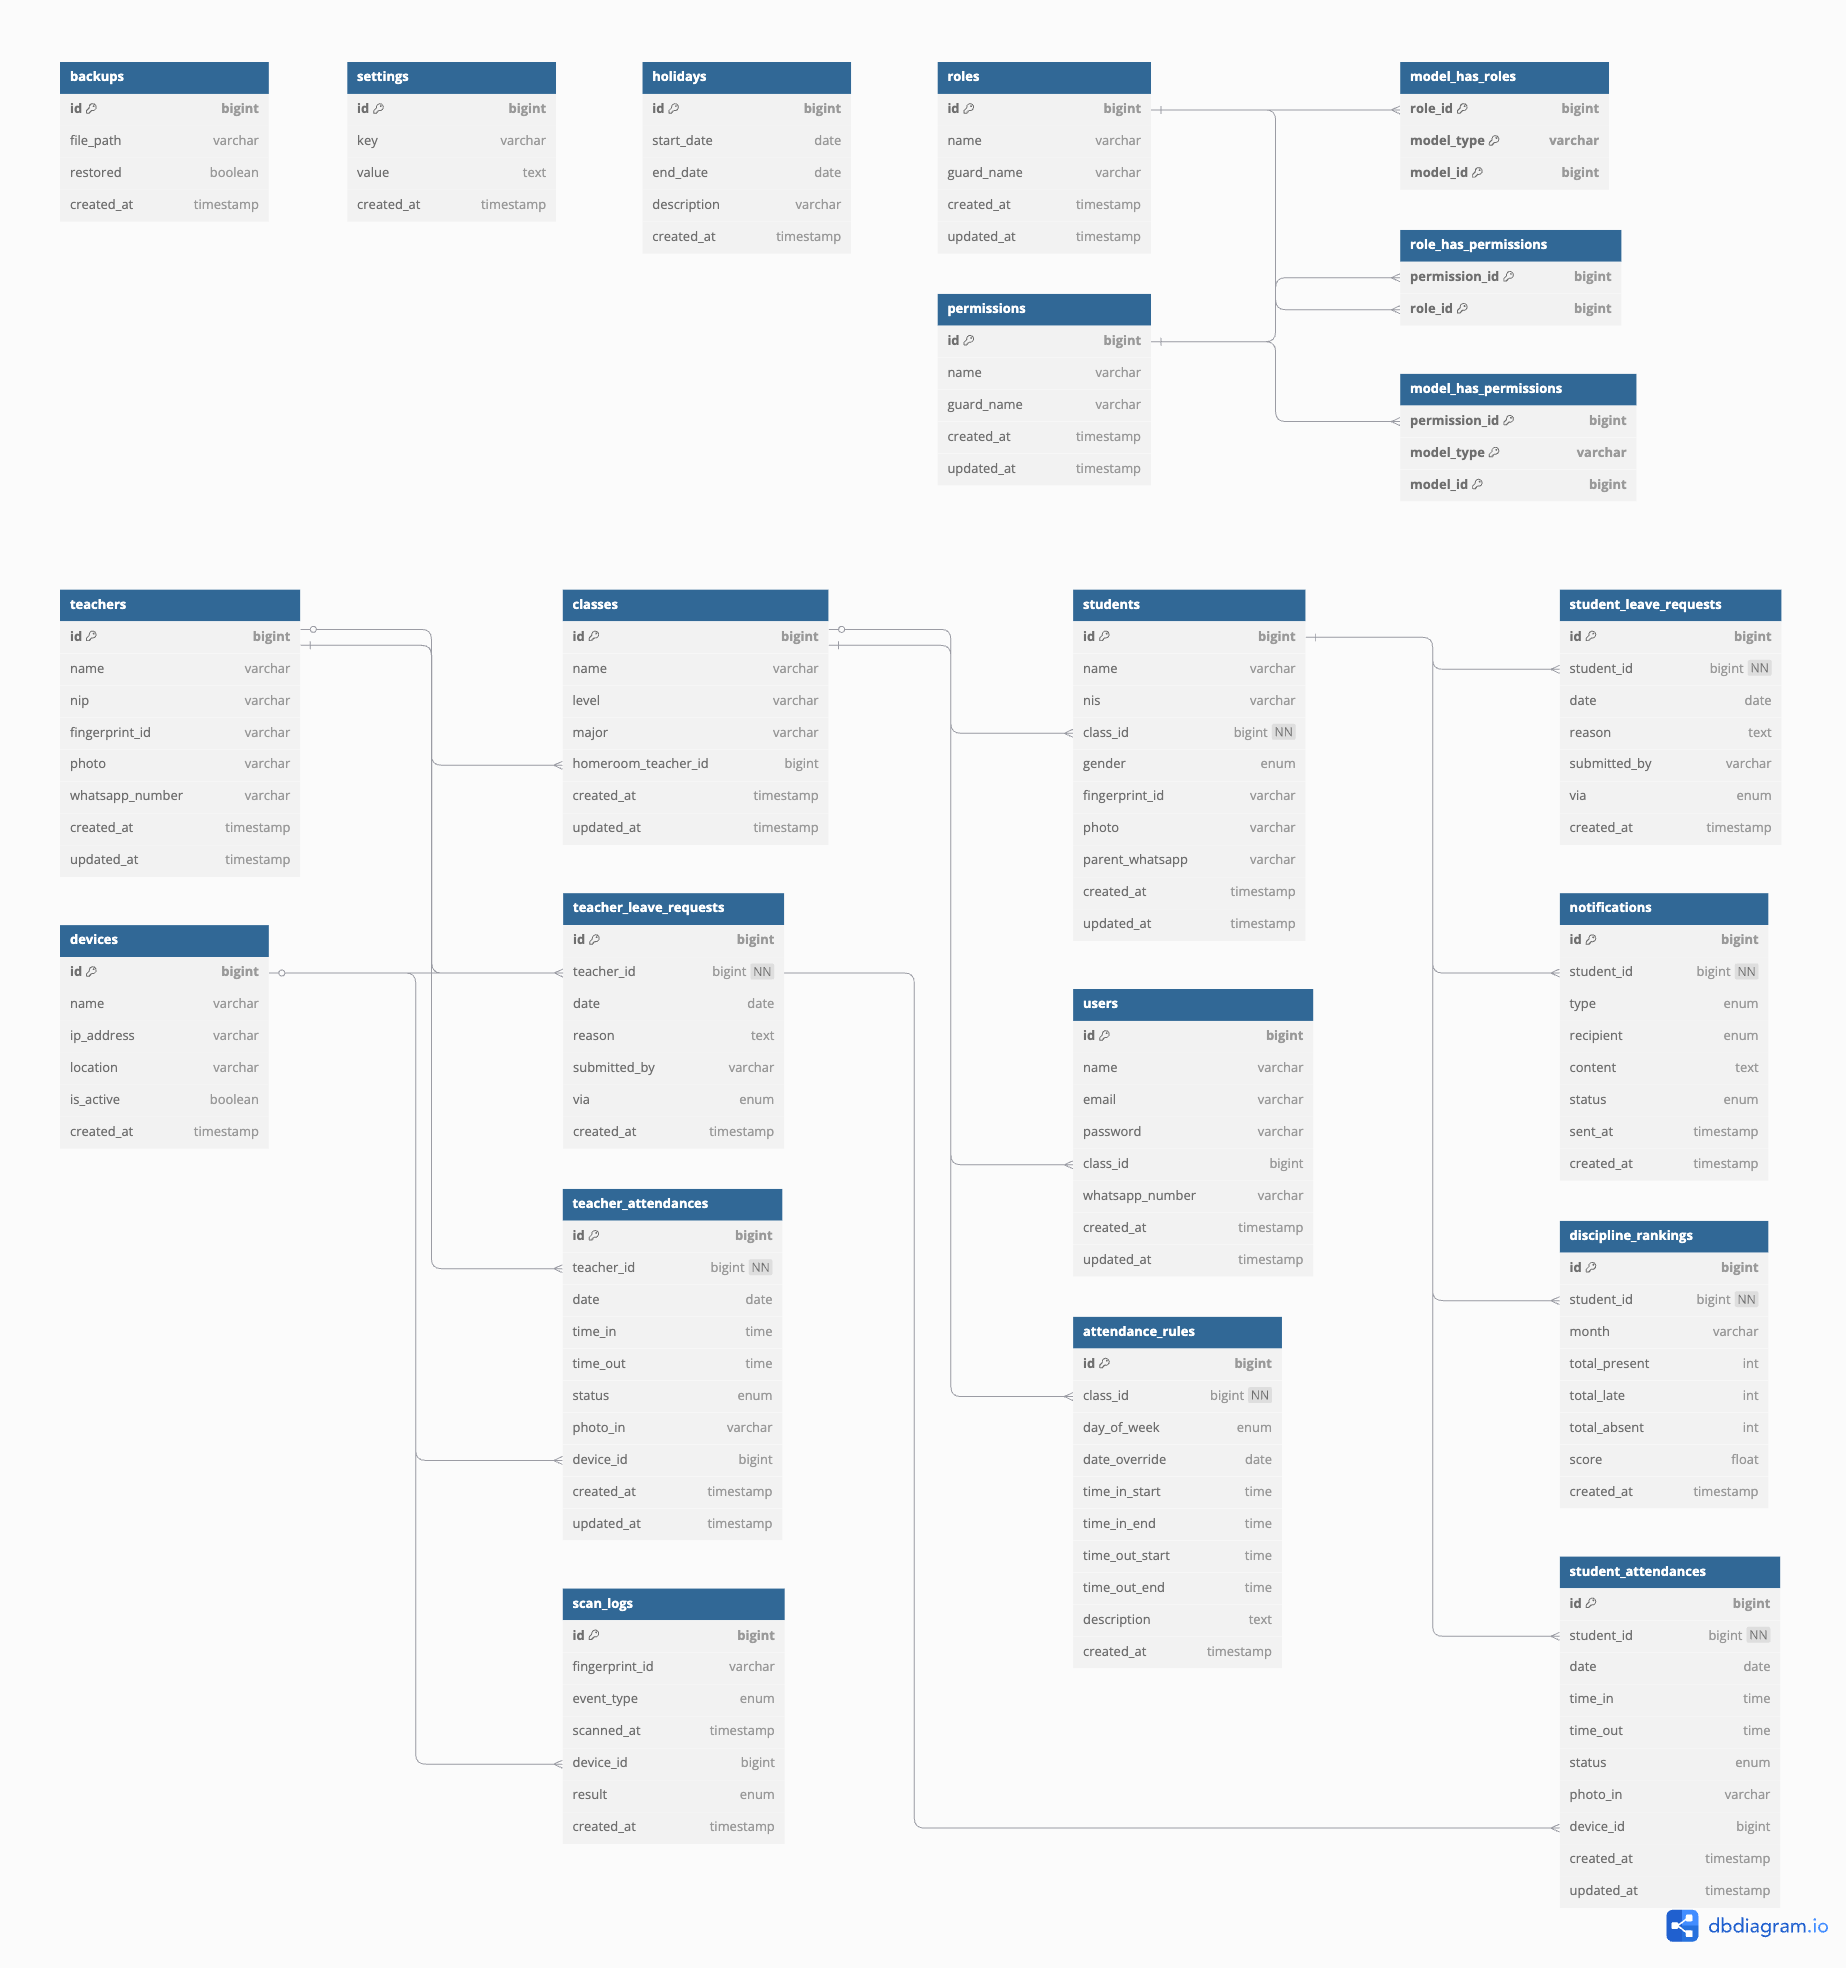 backups
id bigint
file_path varchar
restored boolean
created_at timestamp
settings
id bigint
key varchar
value text
created_at timestamp
holidays
id bigint
start_date date
end_date date
description varchar
created_at timestamp
roles
id bigint
name varchar
guard_name varchar
created_at timestamp
updated_at timestamp
model_has_roles
role_id bigint
model_type varchar
model_id bigint
role_has_permissions
permission_id bigint
role_id bigint
permissions
id bigint
name varchar
guard_name varchar
created_at timestamp
updated_at timestamp
model_has_permissions
permission_id bigint
model_type varchar
model_id bigint
teachers
id bigint
name varchar
nip varchar
fingerprint_id varchar
photo varchar
whatsapp_number varchar
created_at timestamp
updated_at timestamp
devices
id bigint
name varchar
ip_address varchar
location varchar
is_active boolean
created_at timestamp
classes
id bigint
name varchar
level varchar
major varchar
homeroom_teacher_id bigint
created_at timestamp
updated_at timestamp
teacher_leave_requests
id bigint
teacher_id bigint NN
date date
reason text
submitted_by varchar
via enum
created_at timestamp
teacher_attendances
id bigint
teacher_id bigint NN
date date
time_in time
time_out time
status enum
photo_in varchar
device_id bigint
created_at timestamp
updated_at timestamp
scan_logs
id bigint
fingerprint_id varchar
event_type enum
scanned_at timestamp
device_id bigint
result enum
created_at timestamp
students
id bigint
name varchar
nis varchar
class_id bigint NN
gender enum
fingerprint_id varchar
photo varchar
parent_whatsapp varchar
created_at timestamp
updated_at timestamp
users
id bigint
name varchar
email varchar
password varchar
class_id bigint
whatsapp_number varchar
created_at timestamp
updated_at timestamp
attendance_rules
id bigint
class_id bigint NN
day_of_week enum
date_override date
time_in_start time
time_in_end time
time_out_start time
time_out_end time
description text
created_at timestamp
student_leave_requests
id bigint
student_id bigint NN
date date
reason text
submitted_by varchar
via enum
created_at timestamp
notifications
id bigint
student_id bigint NN
type enum
recipient enum
content text
status enum
sent_at timestamp
created_at timestamp
discipline_rankings
id bigint
student_id bigint NN
month varchar
total_present int
total_late int
total_absent int
score float
created_at timestamp
student_attendances
id bigint
student_id bigint NN
date date
time_in time
time_out time
status enum
photo_in varchar
device_id bigint
created_at timestamp
updated_at timestamp
dbdiagram.io